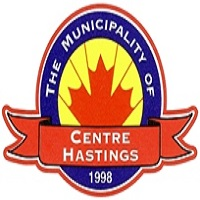 THE MUNICIPALITY OF
CENTRE
HASTINGS
1998